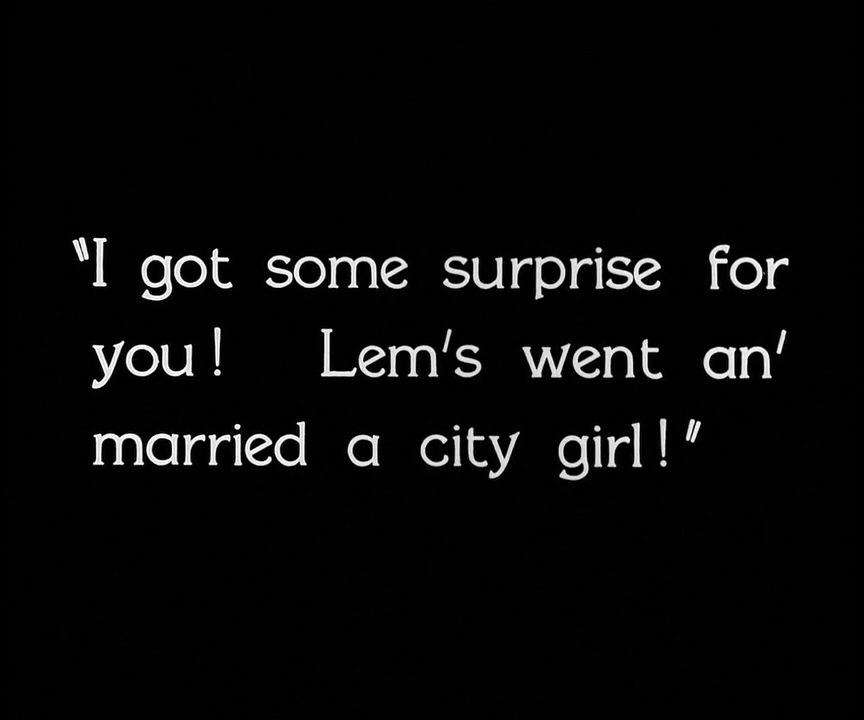 "I got some surprise for
you! Lem's went an'
married a city girl!"